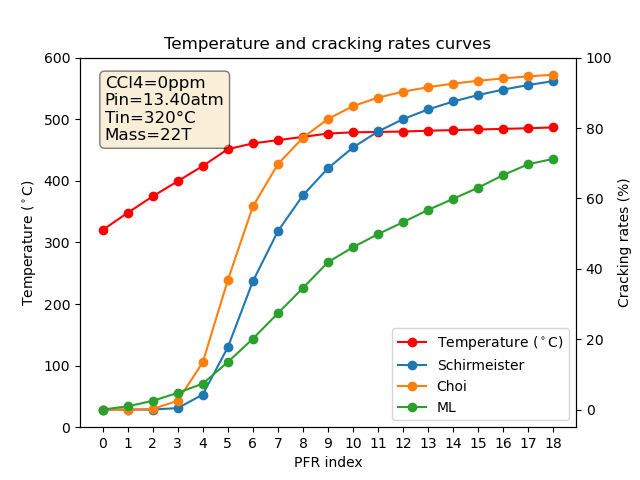 Temperature and cracking rates curves
CCl4=0ppm
Pin=13.40atm
Tin=320°C
Mass=22T
600
500
400
300
200
100
0
Temperature (°C)
100
80
60
40
20
0
Cracking rates (%)
Temperature (°C)
Schirmeister
Choi
ML
0 1 2 3 4 5 6 7 8 9 10 11 12 13 14 15 16 17 18
PFR index